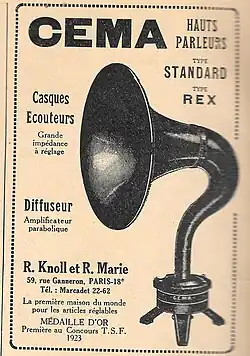 CEMA
HAUTS
PARLEURS
TYPE
STANDARD
TYPE
REX
Casques
Ecouteurs
Grande
impédance
à réglage
Diffuseur
Amplificateur
parabolique
R. Knoll et R. Marie
59, rue Ganneron, PARIS-18e
Tél. : Marcadet 22-62
La première maison du monde
pour les articles réglables
MÉDAILLE D'OR
Première au Concours T.S.F.
1923
CEMA